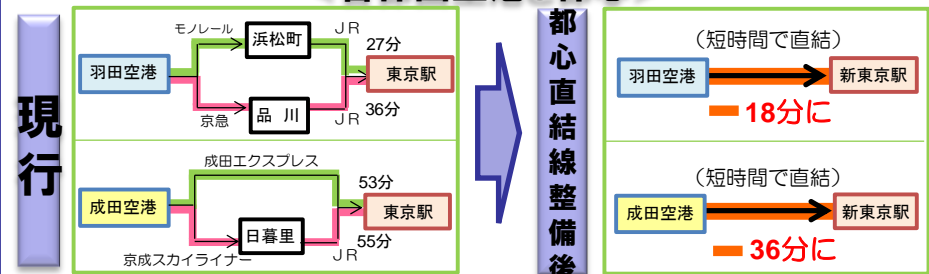 現行
モノレール
浜松町
JR
27分
羽田空港
東京駅
36分
京急
品川
JR
成田エクスプレス
53分
成田空港
東京駅
日暮里
55分
京成スカイライナー
JR
都心直結線整備後
（短時間で直結）
羽田空港
新東京駅
18分に
（短時間で直結）
成田空港
新東京駅
36分に